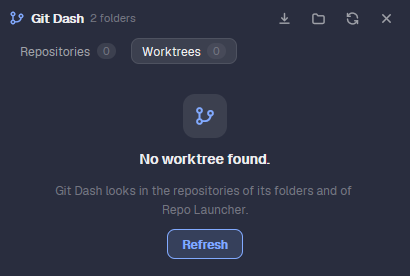 Git Dash 2 folders
Repositories 0 Worktrees 0
No worktree found.
Git Dash looks in the repositories of its folders and of
Repo Launcher.
Refresh